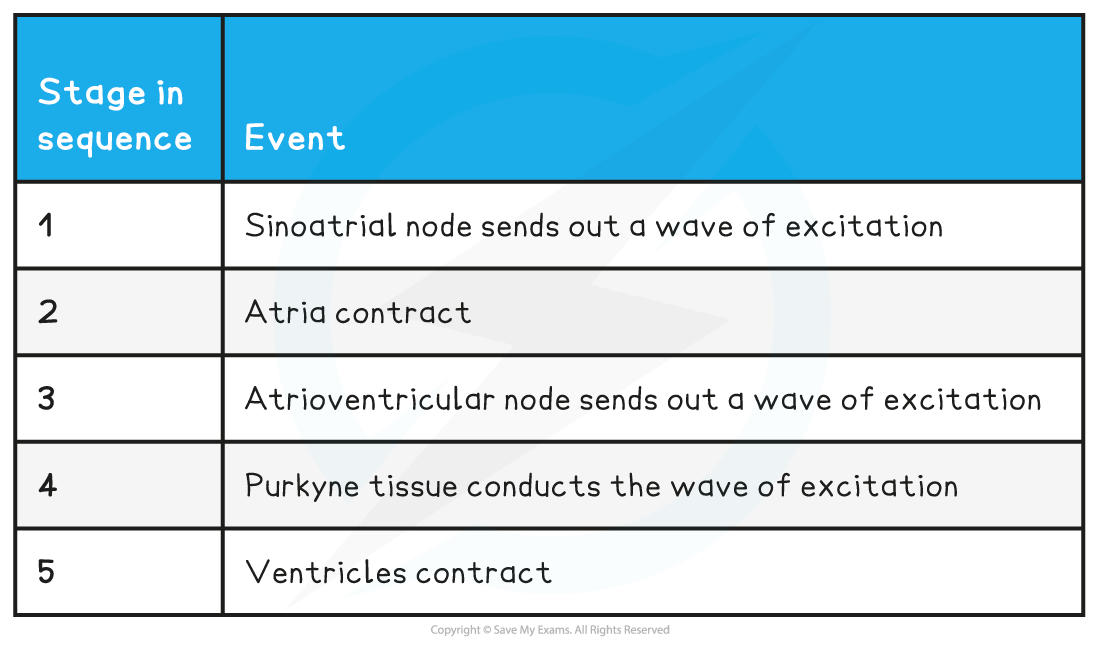 Stage in
sequence
Event
1
Sinoatrial node sends out a wave of excitation
2
Atria contract
3
Atrioventricular node sends out a wave of excitation
4
Purkyne tissue conducts the wave of excitation
5
Ventricles contract
Copyright © Save My Exams. All Rights Reserved